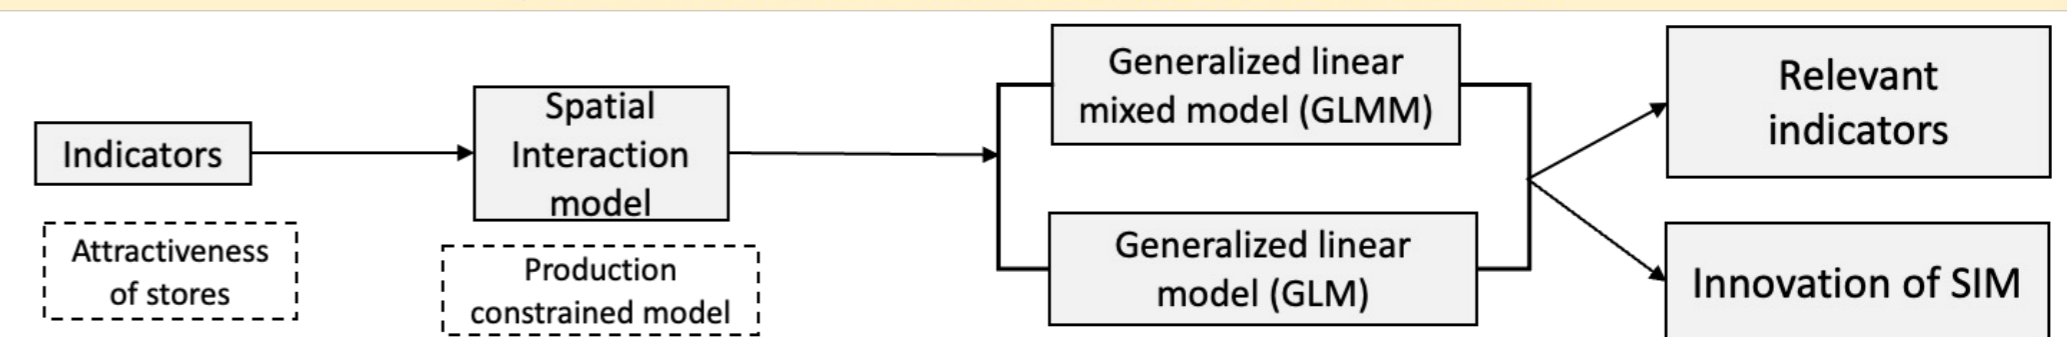 Indicators
Attractiveness
of stores
Spatial
Interaction
model
Production
constrained model
Generalized linear
mixed model (GLMM)
Generalized linear
model (GLM)
Relevant
indicators
Innovation of SIM